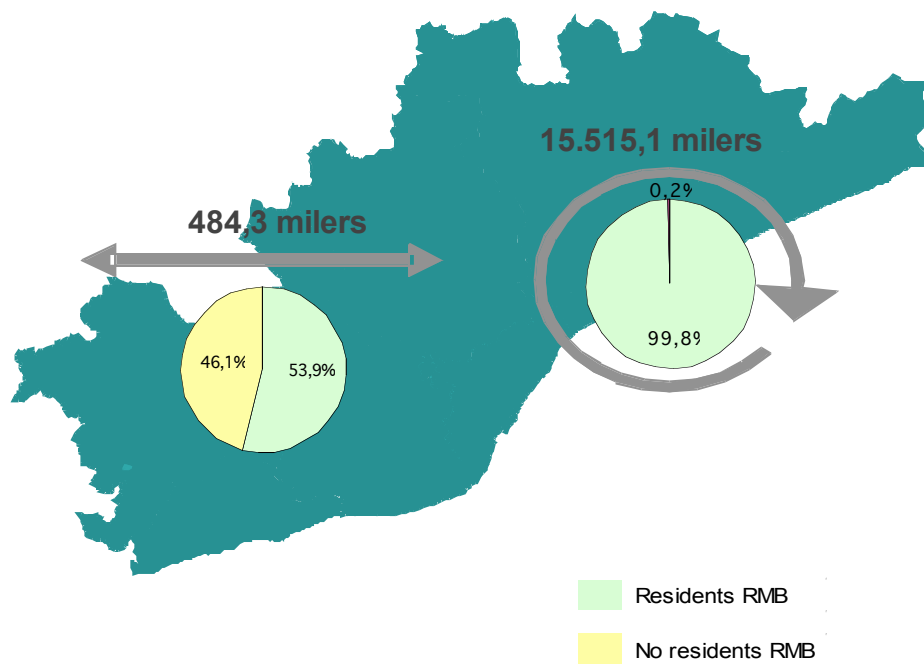 15.515,1 milers
0,2%
484,3 milers
99,8%
46,1%
53,9%
Residents RMB
No residents RMB